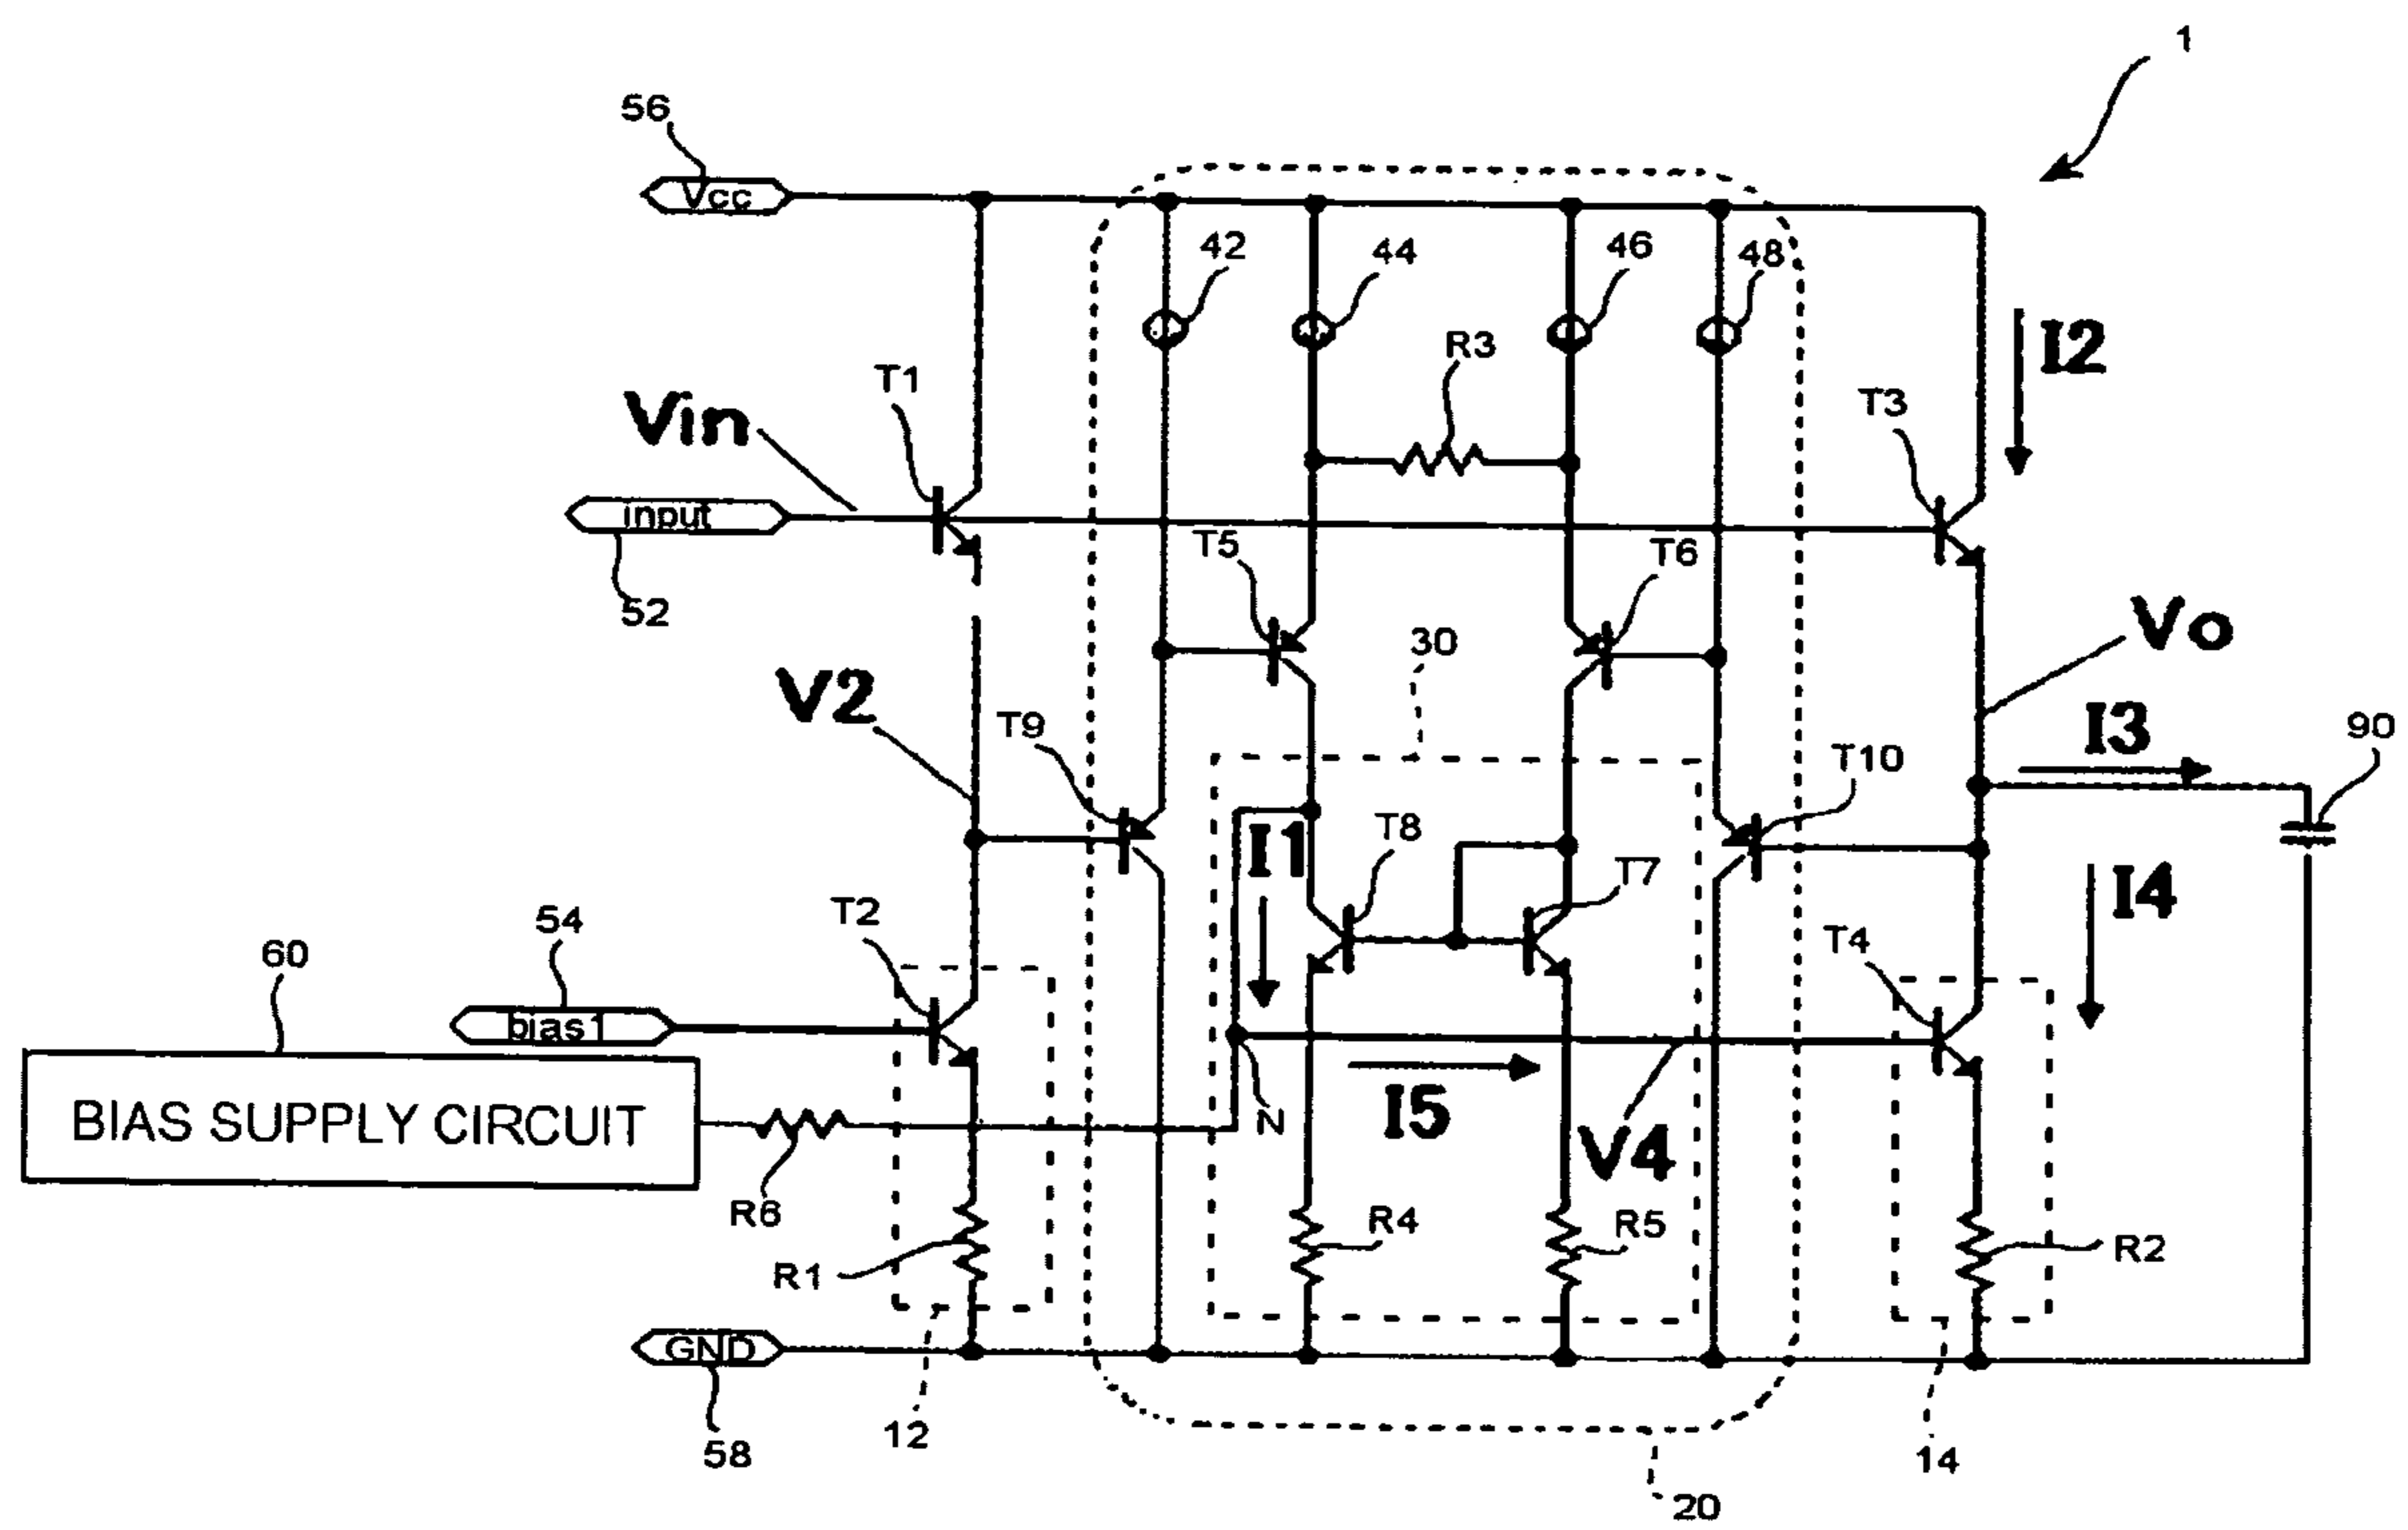 1
56
Vcc
42
44
46
48
I2
R3
T1
T3
Vin
input
52
T5
T6
30
Vo
V2
T9
I3
90
T10
I1
T8
T7
I4
54
T2
T4
60
bias1
BIAS SUPPLY CIRCUIT
N
I5
V4
R6
R1
R4
R5
R2
GND
58
12
14
20